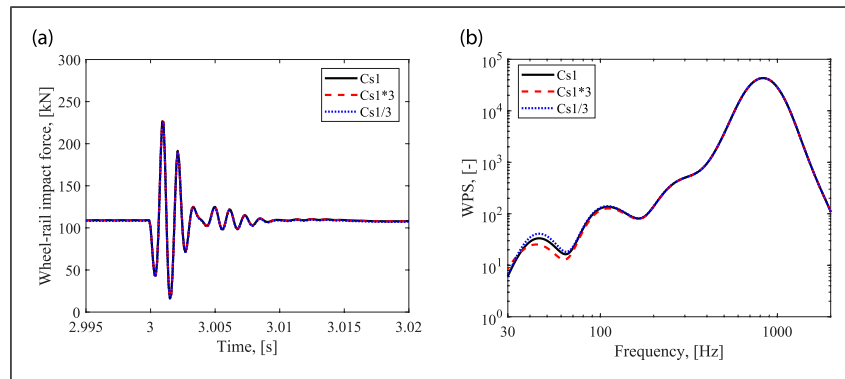 (a)
300
250
200
150
100
50
0
Wheel-rail impact force, [kN]
Cs1
Cs1*3
Cs1/3
2.995
3
3.005
3.01
3.015
3.02
Time, [s]
(b)
10^5
10^4
10^3
10^2
10^1
10^0
WPS, [-]
Cs1
Cs1*3
Cs1/3
30
100
1000
Frequency, [Hz]